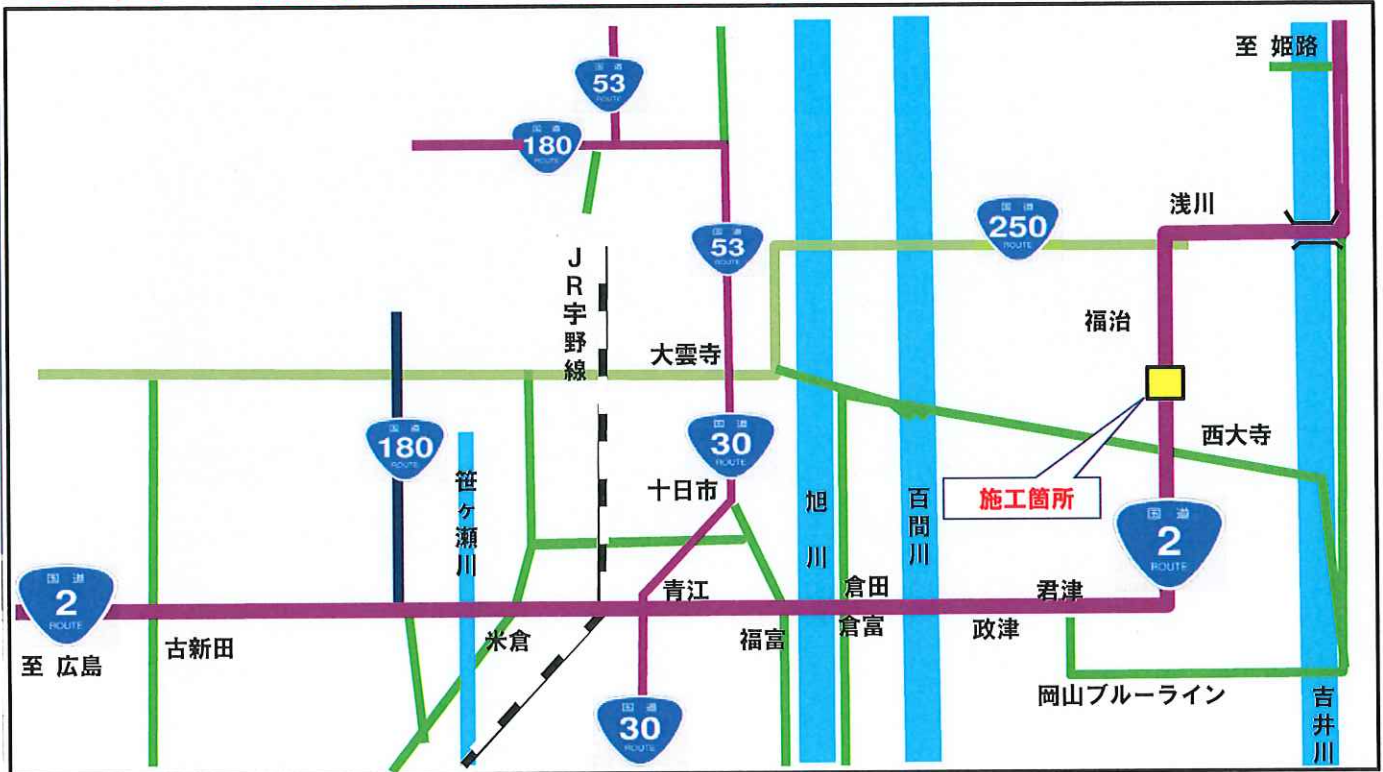 至 姫路
国道
53
ROUTE
国道
180
ROUTE
浅川
国道
250
ROUTE
国道
53
ROUTE
JR宇野線
福治
大雲寺
国道
180
ROUTE
国道
30
ROUTE
西大寺
笹ヶ瀬川
十日市
旭川
百間川
施工箇所
国道
2
ROUTE
国道
2
ROUTE
青江
倉田
君津
古新田
米倉
福富
倉富
政津
至 広島
岡山ブルーライン
吉井川
国道
30
ROUTE